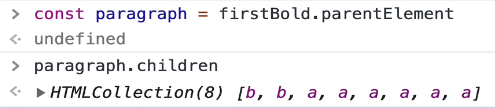 > const paragraph = firstBold.parentElement
< undefined
> paragraph.children
< ▶ HTMLCollection(8) [b, b, a, a, a, a, a, a]